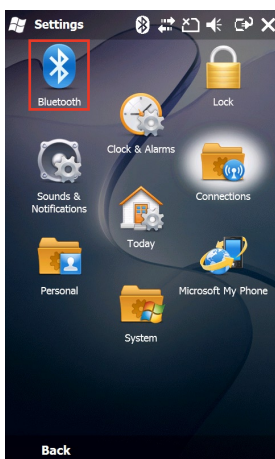 Settings
Bluetooth
Lock
Clock & Alarms
Sounds &
Notifications
Connections
Today
Personal
Microsoft My Phone
System
Back